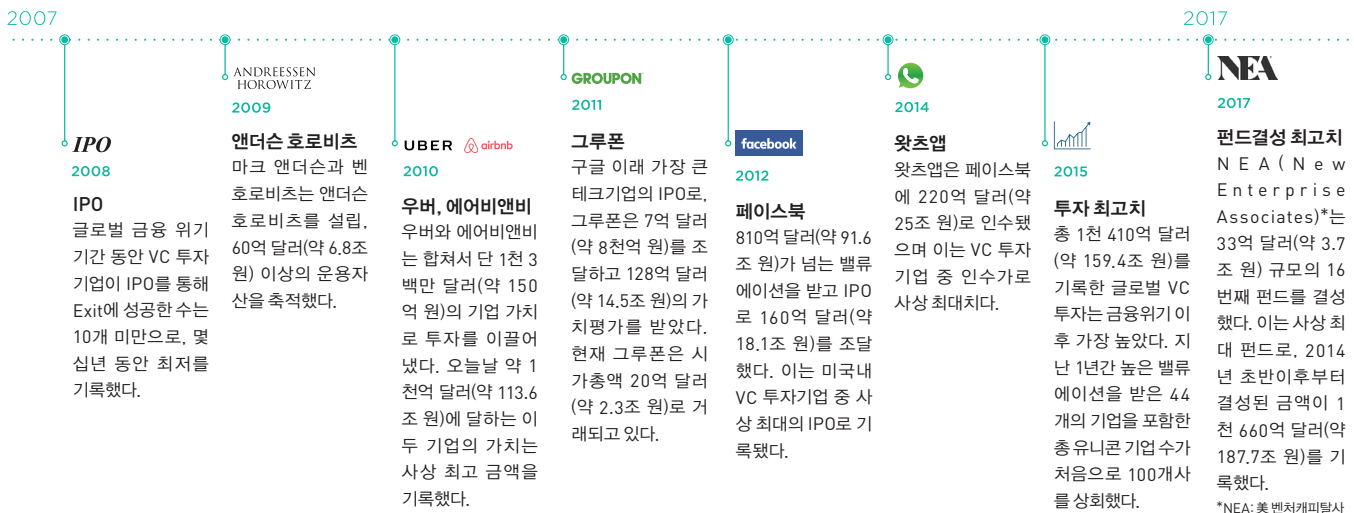 2007
2017
IPO
2008
IPO
글로벌 금융 위기
기간 동안 VC 투자
기업이 IPO를 통해
Exit에 성공한 수는
10개 미만으로, 몇
십년 동안 최저를
기록했다.
ANDREESSEN
HOROWITZ
2009
앤더슨 호로비츠
마크 앤더슨과 벤
호로비츠는 앤더슨
호로비츠를 설립,
60억 달러(약 6.8조
원) 이상의 운용자
산을 축적했다.
UBER airbnb
2010
우버, 에어비앤비
우버와 에어비앤비
는 합쳐서 단 1천 3
백만 달러(약 150
억 원)의 기업 가치
로 투자를 이끌어
냈다. 오늘날 약 1
천억 달러(약 113.6
조 원)에 달하는 이
두 기업의 가치는
사상 최고 금액을
기록했다.
GROUPON
2011
그루폰
구글 이래 가장 큰
테크기업의 IPO로,
그루폰은 7억 달러
(약 8천억 원)를 조
달하고 128억 달러
(약 14.5조 원)의 가
치평가를 받았다.
현재 그루폰은 시
가총액 20억 달러
(약 2.3조 원)로 거
래되고 있다.
facebook
2012
페이스북
810억 달러(약 91.6
조 원)가 넘는 밸류
에이션을 받고 IPO
로 160억 달러(약
18.1조 원)를 조달
했다. 이는 미국내
VC 투자기업 중 사
상 최대의 IPO로 기
록됐다.
2014
왓츠앱
왓츠앱은 페이스북
에 220억 달러(약
25조 원)로 인수됐
으며 이는 VC 투자
기업 중 인수가로
사상 최대치다.
2015
투자 최고치
총 1천 410억 달러
(약 159.4조 원)를
기록한 글로벌 VC
투자는 금융위기 이
후 가장 높았다. 지
난 1년간 높은 밸류
에이션을 받은 44
개의 기업을 포함한
총 유니콘 기업 수가
처음으로 100개사
를 상회했다.
NEA
2017
펀드결성 최고치
NEA(New
Enterprise
Associates)*는
33억 달러(약 3.7
조 원) 규모의 16
번째 펀드를 결성
했다. 이는 사상 최
대 펀드로, 2014
년 초반이후부터
결성된 금액이 1
천 660억 달러(약
187.7조 원)를 기
록했다.
*NEA: 美 벤처캐피탈사